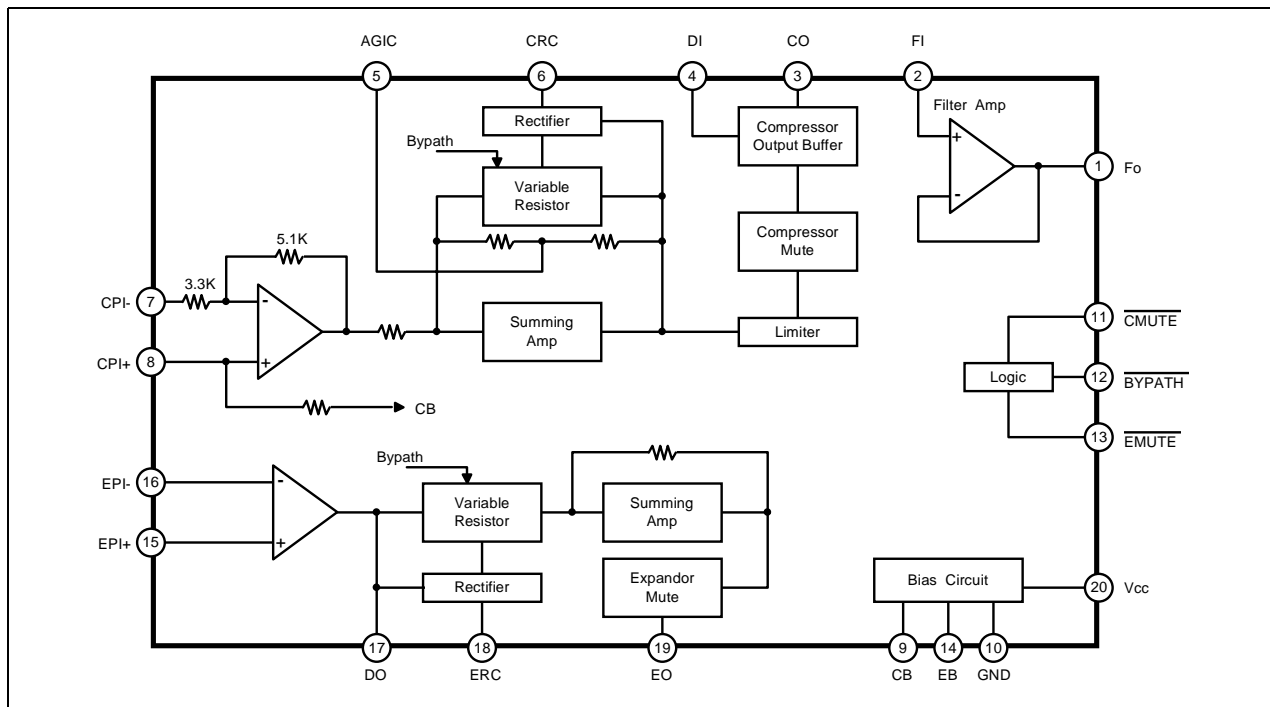 AGIC CRC DI CO FI
5 6 4 3 2
Filter Amp
Rectifier
Compressor
Output Buffer
Bypath
+
-
1 Fo
Variable
Resistor
Compressor
Mute
5.1K
3.3K
CPI- 7
-
+
Summing
Amp
Limiter
11 CMUTE
CPI+ 8
Logic
12 BYPATH
CB
13 EMUTE
Bypath
EPI- 16
-
+
Variable
Resistor
Summing
Amp
EPI+ 15
Rectifier
Expandor
Mute
Bias Circuit
20 Vcc
17 18 19 9 14 10
DO ERC EO CB EB GND